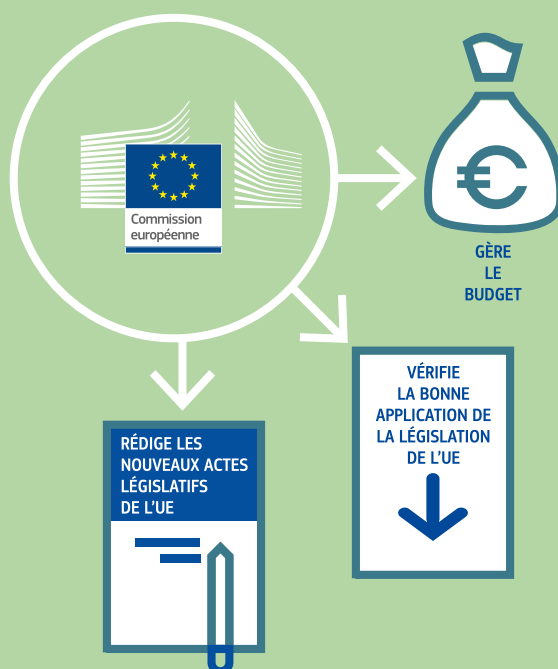 Commission
européenne
GÈRE
LE
BUDGET
VÉRIFIE
LA BONNE
APPLICATION DE
LA LÉGISLATION
DE L'UE
RÉDIGE LES
NOUVEAUX ACTES
LÉGISLATIFS
DE L'UE